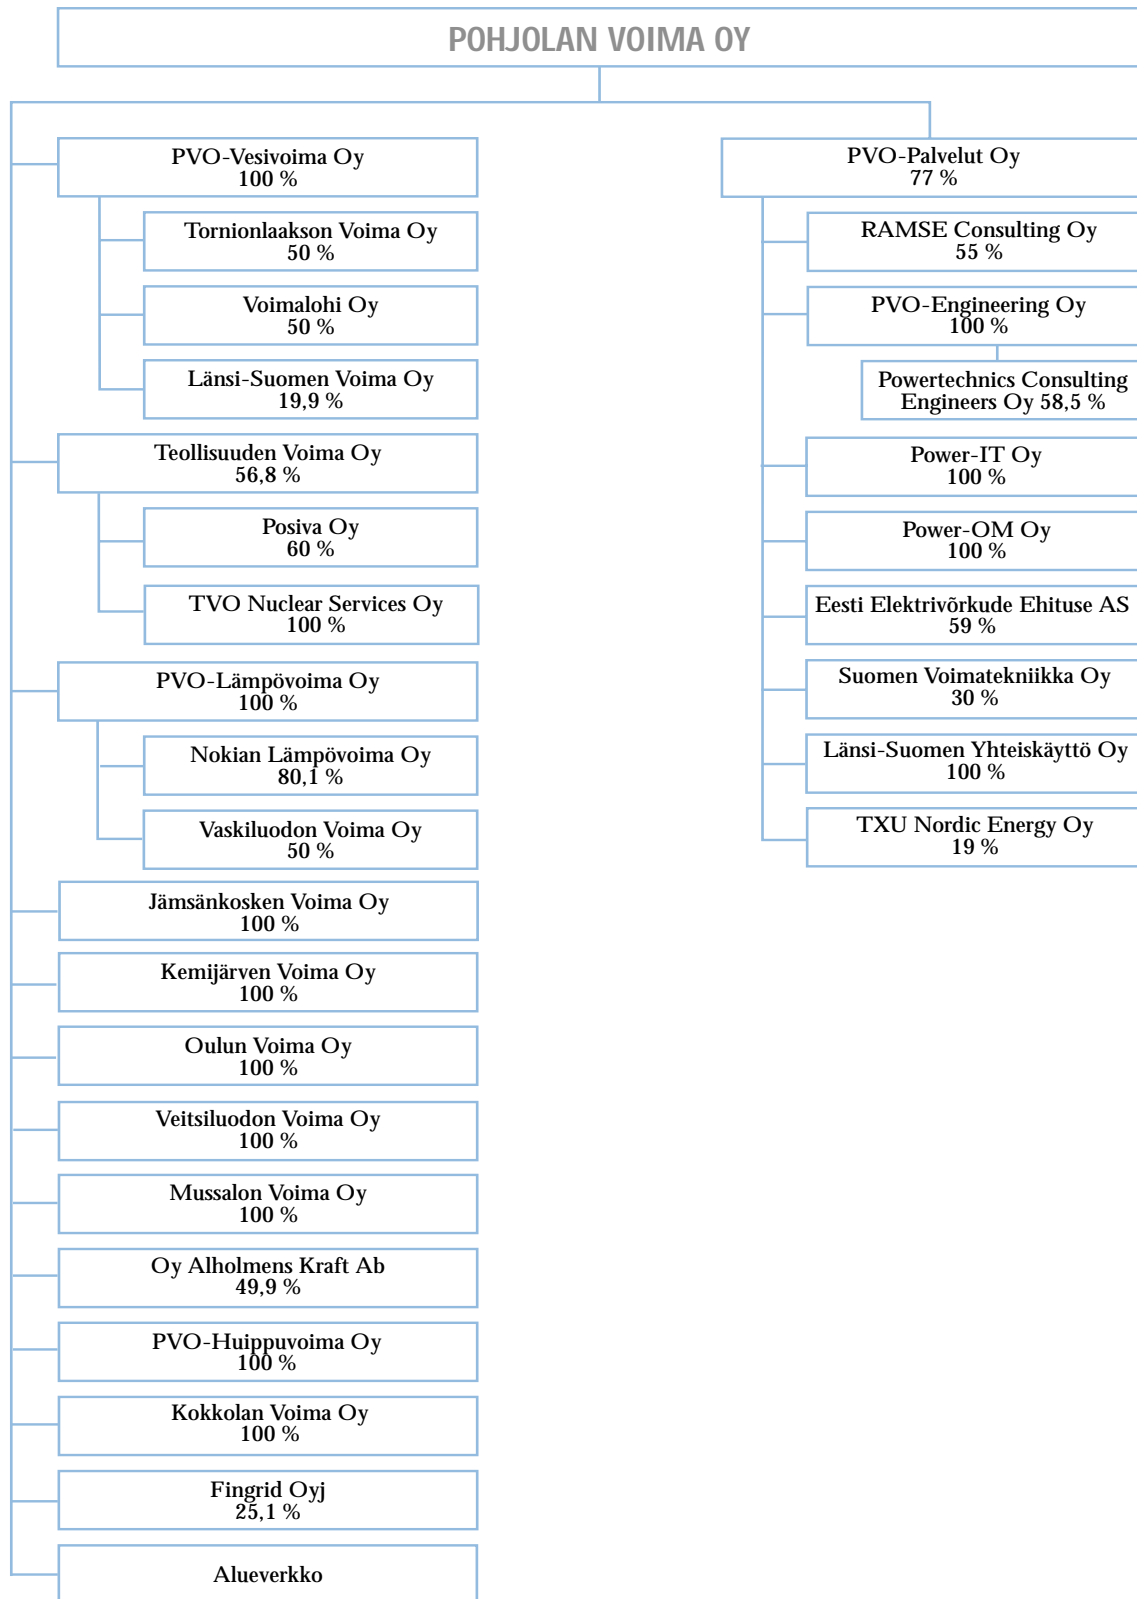 POHJOLAN VOIMA OY
PVO-Vesivoima Oy
100 %
Tornionlaakson Voima Oy
50 %
Voimalohi Oy
50 %
Länsi-Suomen Voima Oy
19,9 %
Teollisuuden Voima Oy
56,8 %
Posiva Oy
60 %
TVO Nuclear Services Oy
100 %
PVO-Lämpövoima Oy
100 %
Nokian Lämpövoima Oy
80,1 %
Vaskiluodon Voima Oy
50 %
Jämsänkosken Voima Oy
100 %
Kemijärven Voima Oy
100 %
Oulun Voima Oy
100 %
Veitsiluodon Voima Oy
100 %
Mussalon Voima Oy
100 %
Oy Alholmens Kraft Ab
49,9 %
PVO-Huippuvoima Oy
100 %
Kokkolan Voima Oy
100 %
Fingrid Oyj
25,1 %
Alueverkko
PVO-Palvelut Oy
77 %
RAMSE Consulting Oy
55 %
PVO-Engineering Oy
100 %
Powertechnics Consulting
Engineers Oy 58,5 %
Power-IT Oy
100 %
Power-OM Oy
100 %
Eesti Elektrivõrkude Ehituse AS
59 %
Suomen Voimatekniikka Oy
30 %
Länsi-Suomen Yhteiskäyttö Oy
100 %
TXU Nordic Energy Oy
19 %